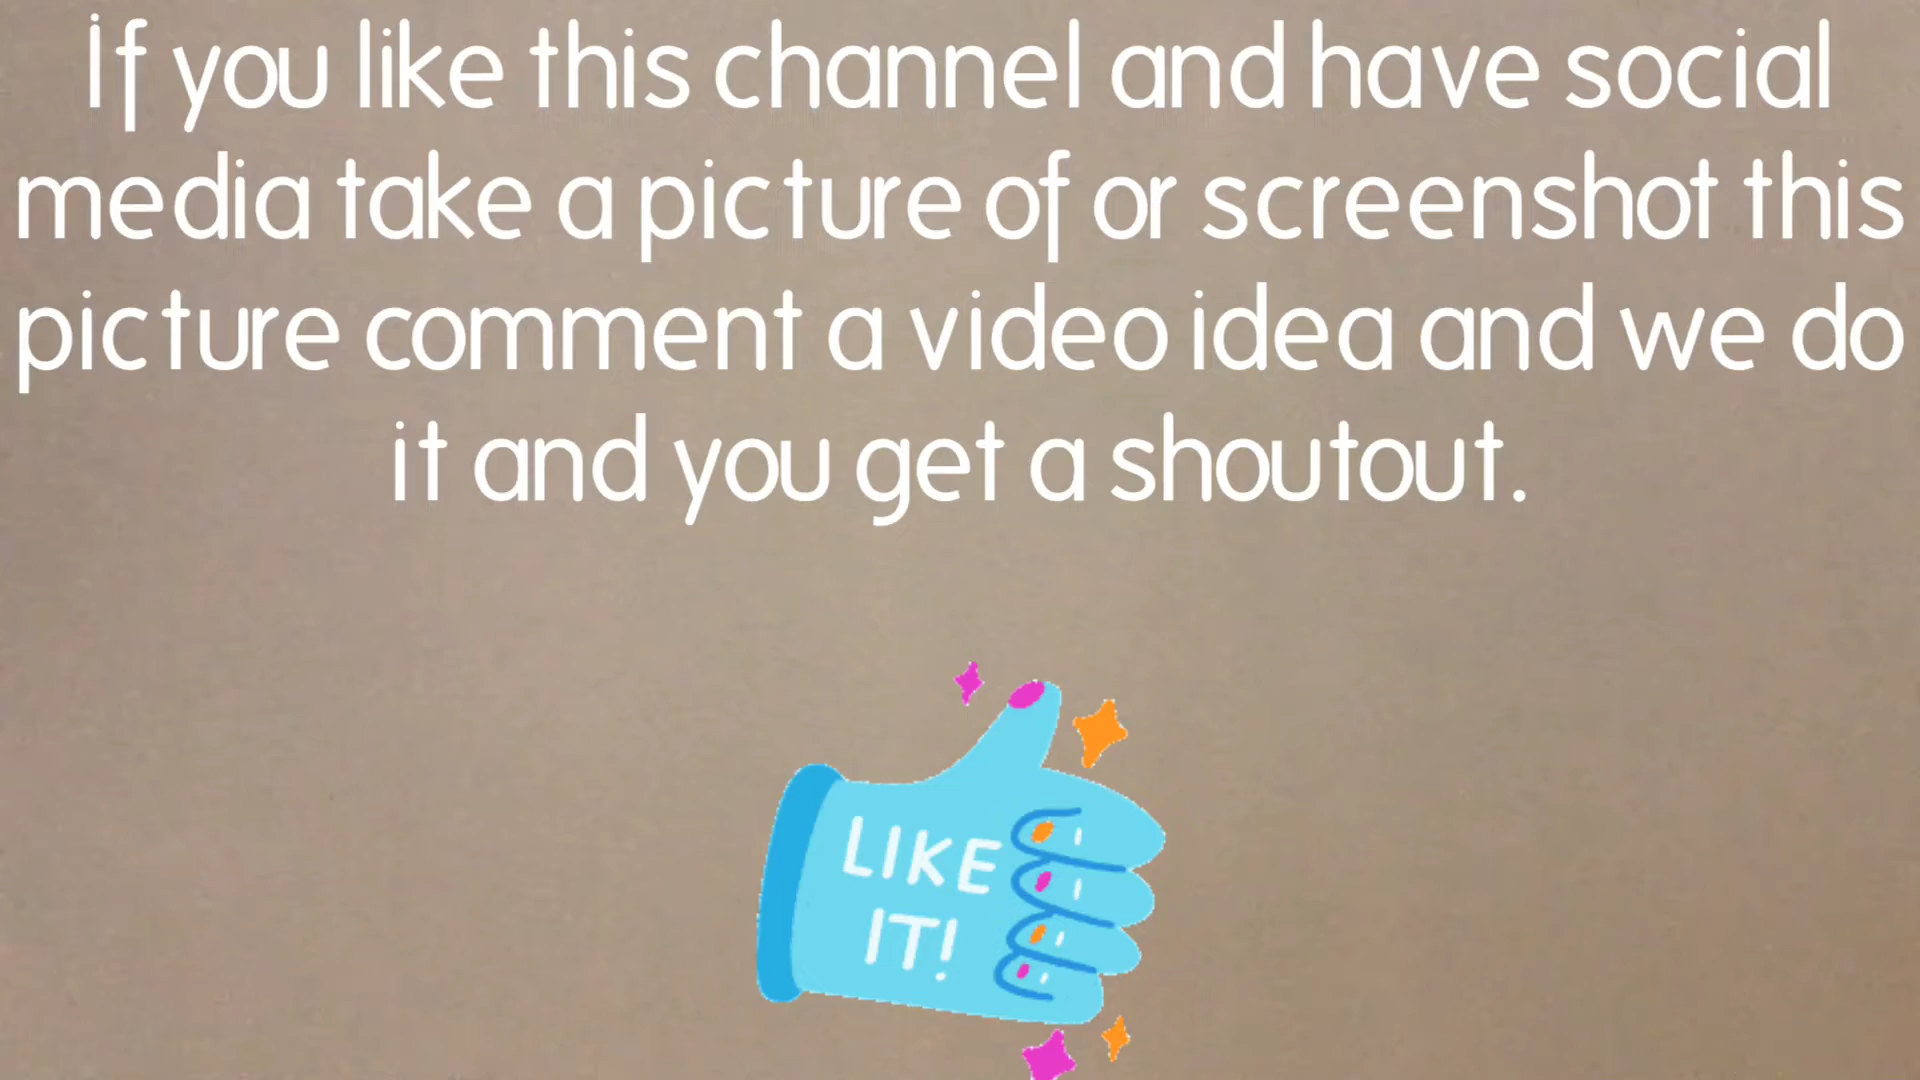 If you like this channel and have social
media take a picture of or screenshot this
picture comment a video idea and we do
it and you get a shoutout.
LIKE
IT!